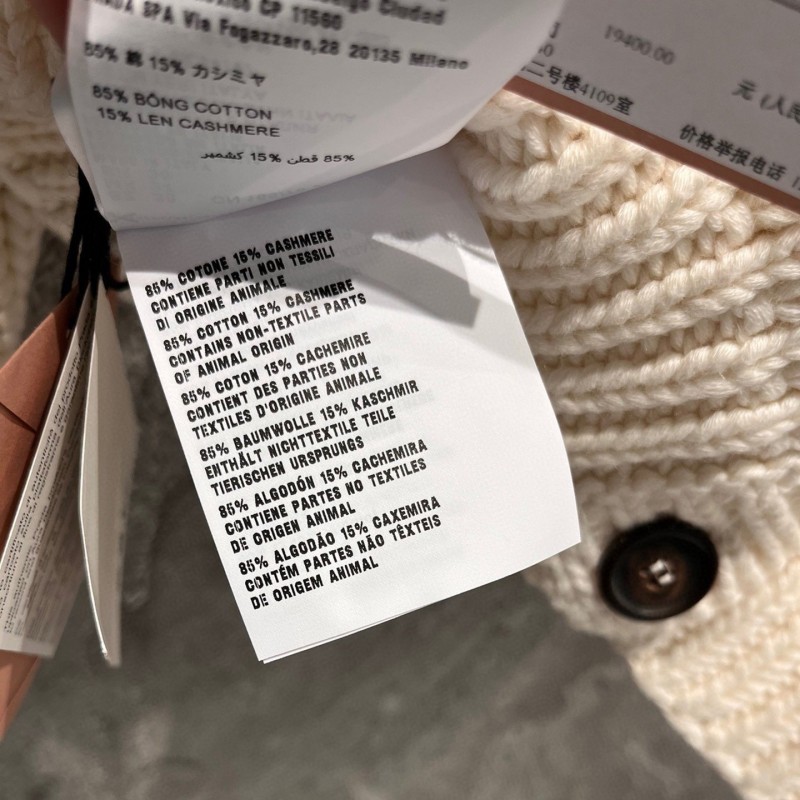 CP 11560 Ciudad
SPA Via Fogazzaro,28 20135 Milano
85% 綿 15% カシミヤ
85% BÔNG COTTON
15% LEN CASHMERE
85% قطن 15% كشمير
85% COTONE 15% CASHMERE
CONTIENE PARTI NON TESSILI
DI ORIGINE ANIMALE
85% COTTON 15% CASHMERE
CONTAINS NON-TEXTILE PARTS
OF ANIMAL ORIGIN
85% COTON 15% CACHEMIRE
CONTIENT DES PARTIES NON
TEXTILES D'ORIGINE ANIMALE
85% BAUMWOLLE 15% KASCHMIR
ENTHÄLT NICHTTEXTILE TEILE
TIERISCHEN URSPRUNGS
85% ALGODÓN 15% CACHEMIRA
CONTIENE PARTES NO TEXTILES
DE ORIGEN ANIMAL
85% ALGODÃO 15% CAXEMIRA
CONTÉM PARTES NÃO TÊXTEIS
DE ORIGEM ANIMAL
19400.00
元 (人民
二号楼4109室
价格举报电话